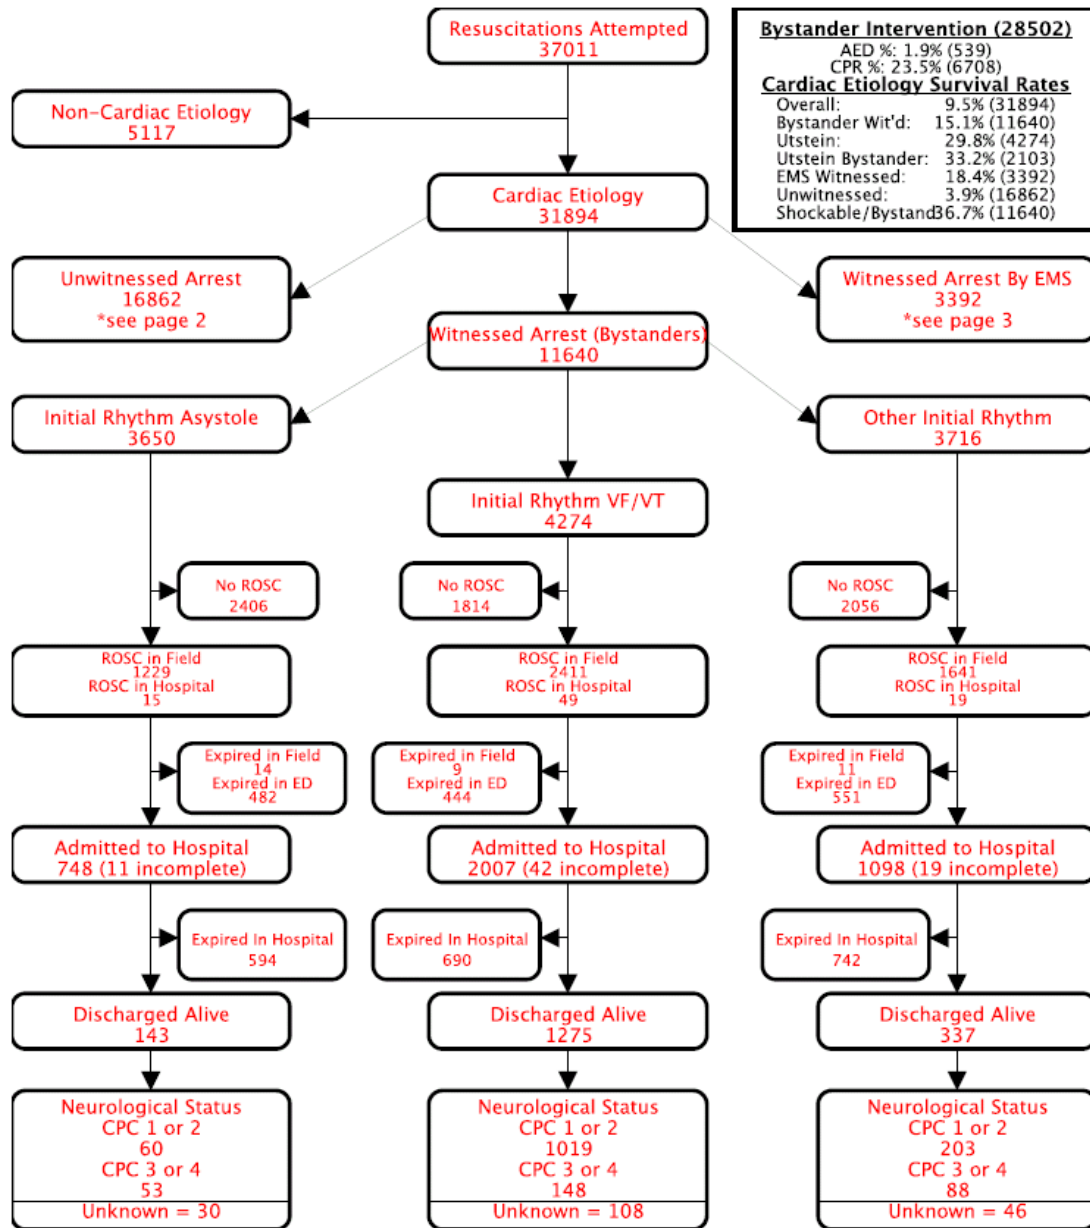 Resuscitations Attempted
37011
Bystander Intervention (28502)
AED %: 1.9% (539)
CPR %: 23.5% (6708)
Cardiac Etiology Survival Rates
Overall: 9.5% (31894)
Bystander Wit'd: 15.1% (11640)
Utstein: 29.8% (4274)
Utstein Bystander: 33.2% (2103)
EMS Witnessed: 18.4% (3392)
Unwitnessed: 3.9% (16862)
Shockable/Bystand36.7% (11640)
Non-Cardiac Etiology
5117
Cardiac Etiology
31894
Unwitnessed Arrest
16862
*see page 2
Witnessed Arrest (Bystanders)
11640
Witnessed Arrest By EMS
3392
*see page 3
Initial Rhythm Asystole
3650
Initial Rhythm VF/VT
4274
Other Initial Rhythm
3716
No ROSC
2406
No ROSC
1814
No ROSC
2056
ROSC in Field
1229
ROSC in Hospital
15
ROSC in Field
2411
ROSC in Hospital
49
ROSC in Field
1641
ROSC in Hospital
19
Expired in Field
14
Expired in ED
482
Expired in Field
9
Expired in ED
444
Expired in Field
11
Expired in ED
551
Admitted to Hospital
748 (11 incomplete)
Admitted to Hospital
2007 (42 incomplete)
Admitted to Hospital
1098 (19 incomplete)
Expired In Hospital
594
Expired In Hospital
690
Expired In Hospital
742
Discharged Alive
143
Discharged Alive
1275
Discharged Alive
337
Neurological Status
CPC 1 or 2
60
CPC 3 or 4
53
Unknown = 30
Neurological Status
CPC 1 or 2
1019
CPC 3 or 4
148
Unknown = 108
Neurological Status
CPC 1 or 2
203
CPC 3 or 4
88
Unknown = 46